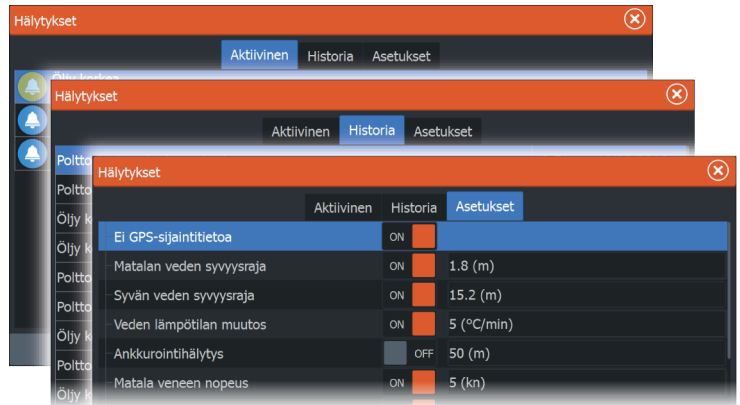 Hälytykset
Aktiivinen Historia Asetukset
Öljy korkea
Hälytykset
Aktiivinen Historia Asetukset
Poltto
Poltto
Öljy k
Öljy k
Poltto
Poltto
Öljy k
Poltto
Öljy k
Hälytykset
Aktiivinen Historia Asetukset
Ei GPS-sijaintitietoa ON
Matalan veden syvyysraja ON 1.8 (m)
Syvän veden syvyysraja ON 15.2 (m)
Veden lämpötilan muutos ON 5 (°C/min)
Ankkurointihälytys OFF 50 (m)
Matala veneen nopeus ON 5 (kn)